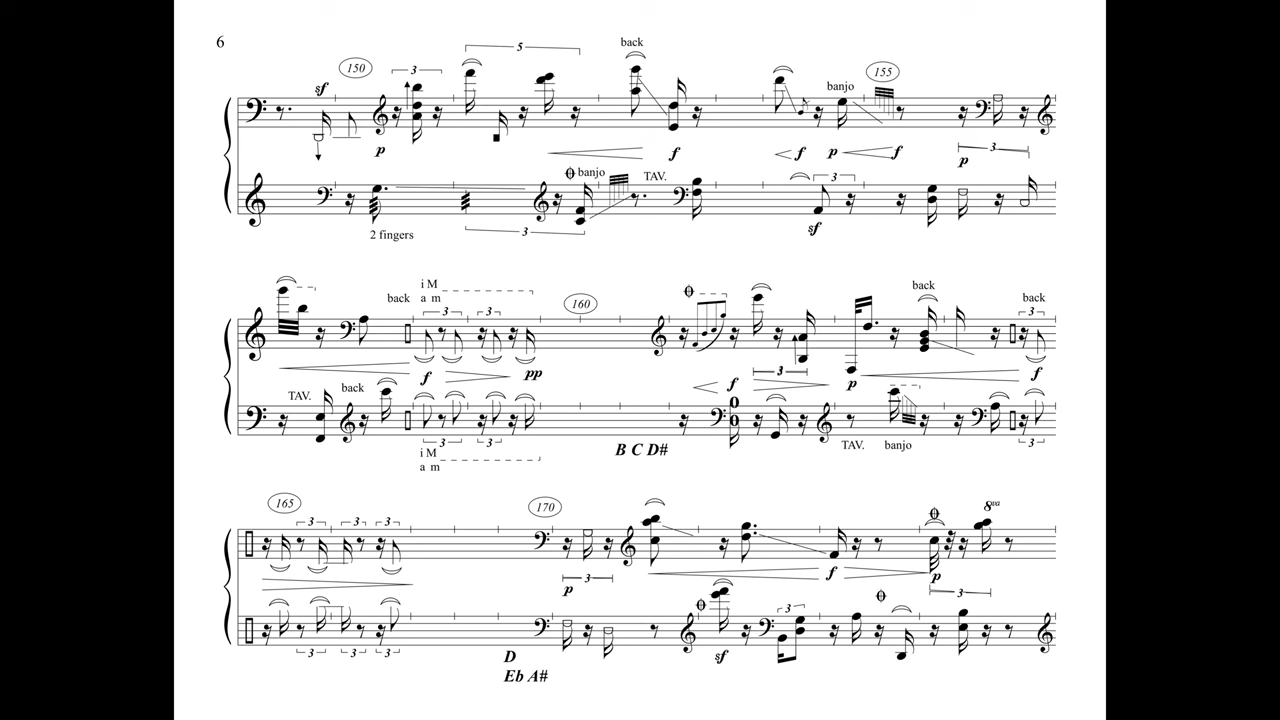 6
150
sf
3
5
back
banjo
155
p
f
f
p
f
p
3
banjo
TAV.
3
2 fingers
3
sf
back
i M
a m
3
3
160
3
back
3
back
f
pp
f
p
f
TAV.
back
3
3
i M
a m
B C D#
TAV.
banjo
3
165
3
3
3
170
8va
3
p
f
p
3
3
3
3
3
D
Eb A#
sf
3